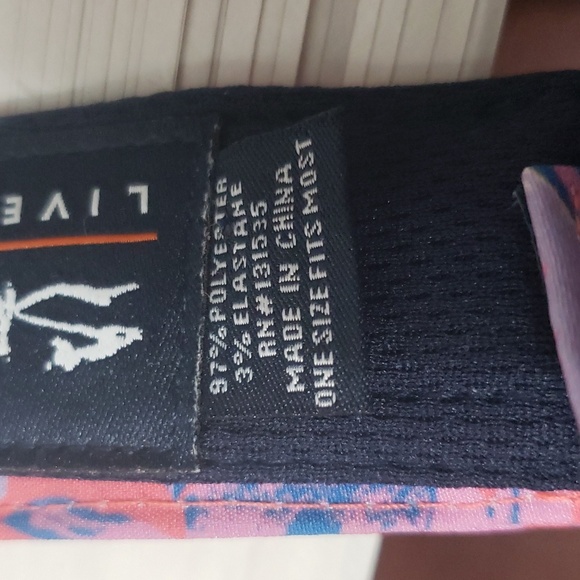 LIVE
97% POLYESTER
3% ELASTANE
RN#131535
MADE IN CHINA
ONE SIZE FITS MOST